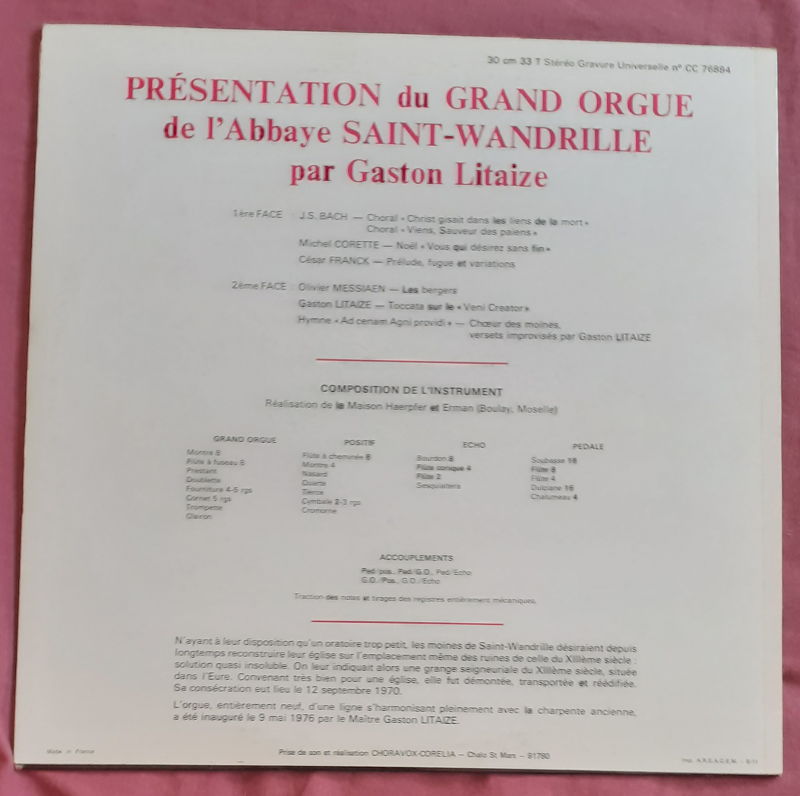 30 cm 33 T Stéréo Gravure Universelle n° CC 76884
PRÉSENTATION du GRAND ORGUE
de l'Abbaye SAINT-WANDRILLE
par Gaston Litaize
1ère FACE : J.S. BACH — Choral « Christ gisait dans les liens de la mort »
Choral « Viens, Sauveur des païens »
Michel CORETTE — Noël « Vous qui désirez sans fin »
César FRANCK — Prélude, fugue et variations
2ème FACE : Olivier MESSIAEN — Les bergers
Gaston LITAIZE — Toccata sur le « Veni Creator »
Hymne « Ad cenam Agni providi » — Chœur des moines,
versets improvisés par Gaston LITAIZE
COMPOSITION DE L'INSTRUMENT
Réalisation de la Maison Haerpfer et Erman (Boulay, Moselle)
GRAND ORGUE
Montre 8
Flûte à fuseau 8
Prestant
Doublette
Fourniture 4-5 rgs
Cornet 5 rgs
Trompette
Clairon
POSITIF
Flûte à cheminée 8
Montre 4
Nasard
Quarte
Tierce
Cymbale 2-3 rgs
Cromorne
ECHO
Bourdon 8
Flûte conique 4
Flûte 2
Sesquialtera
PEDALE
Soubasse 16
Flûte 8
Flûte 4
Dulciane 16
Chalumeau 4
ACCOUPLEMENTS
Ped/pos., Ped/G.O., Ped/Echo
G.O./Pos., G.O./Echo
Traction des notes et tirages des registres entièrement mécaniques.
N'ayant à leur disposition qu'un oratoire trop petit, les moines de Saint-Wandrille désiraient depuis
longtemps reconstruire leur église sur l'emplacement même des ruines de celle du XIIIème siècle :
solution quasi insoluble. On leur indiquait alors une grange seigneuriale du XIIIème siècle, située
dans l'Eure. Convenant très bien pour une église, elle fut démontée, transportée et réédifiée.
Sa consécration eut lieu le 12 septembre 1970.
L'orgue, entièrement neuf, d'une ligne s'harmonisant pleinement avec la charpente ancienne,
a été inauguré le 9 mai 1976 par le Maître Gaston LITAIZE.
Made in France
Prise de son et réalisation CHORAVOX-CORELIA — Chalo St Mars — 91780